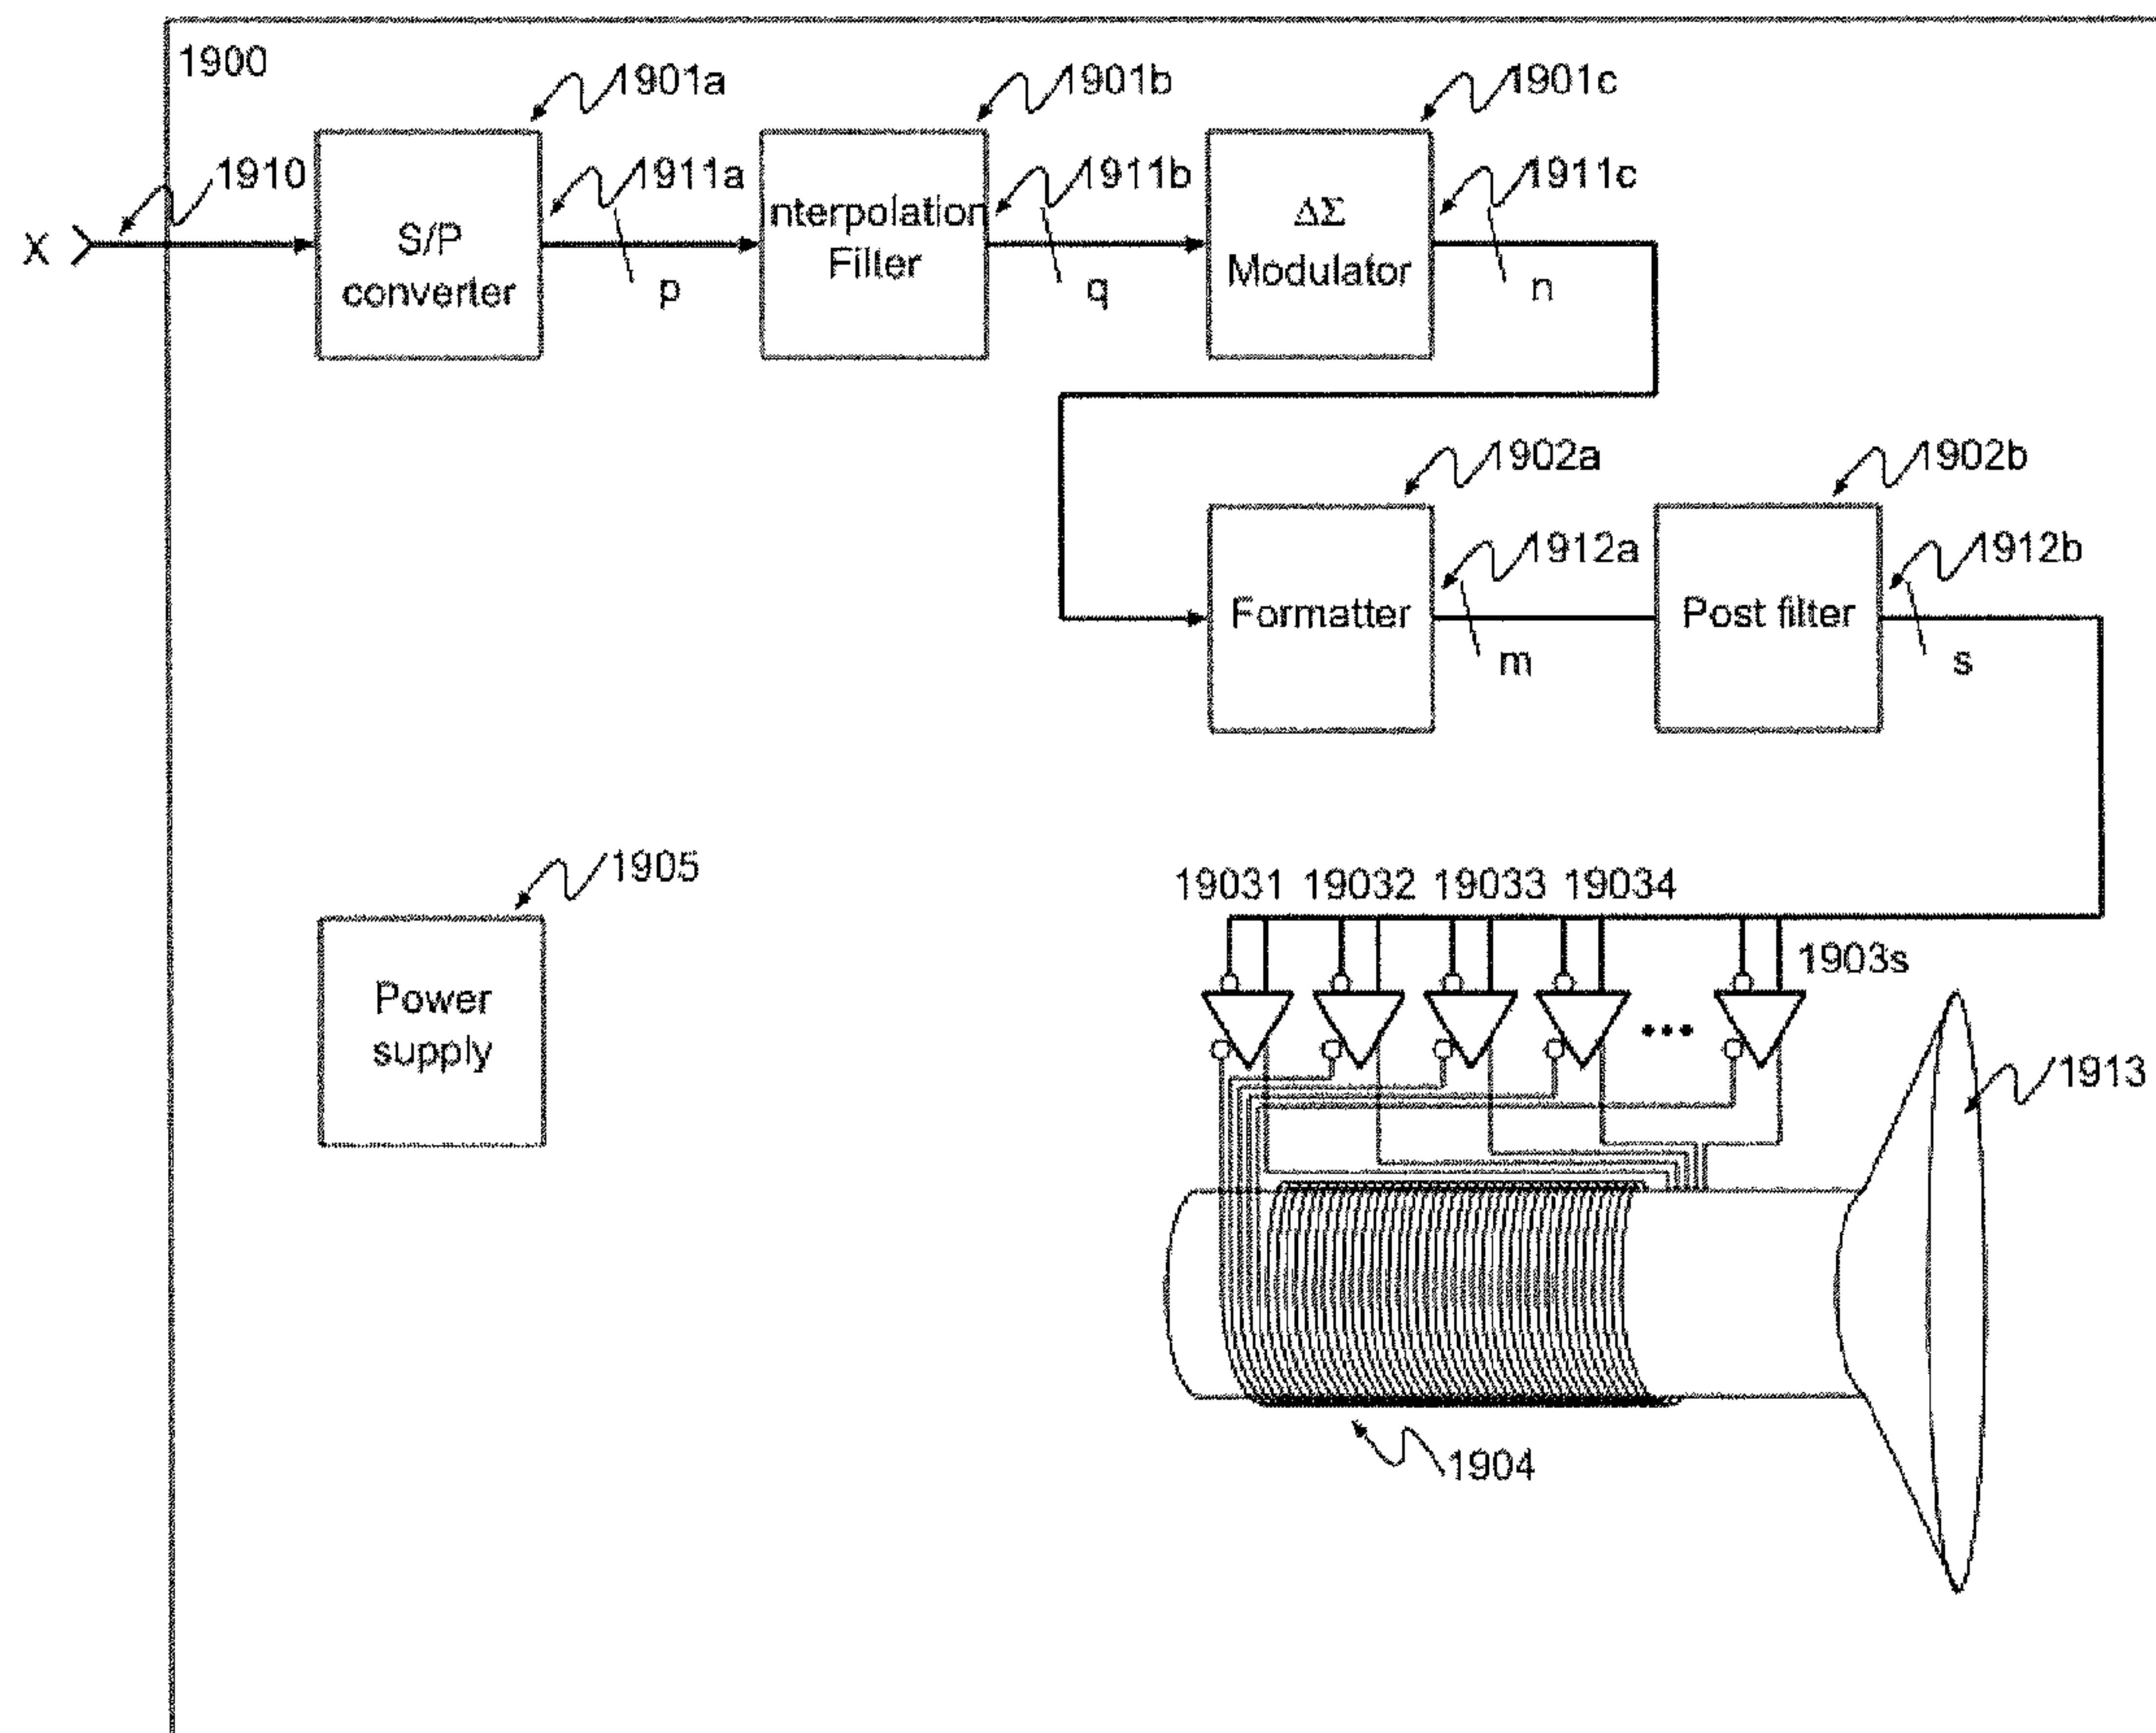 1900
1901a
1901b
1901c
1910
1911a
1911b
1911c
X
S/P
converter
p
nterpolation
Filter
q
ΔΣ
Modulator
n
1902a
1902b
1912a
1912b
Formatter
m
Post filter
s
1905
Power
supply
19031 19032 19033 19034
1903s
1913
1904